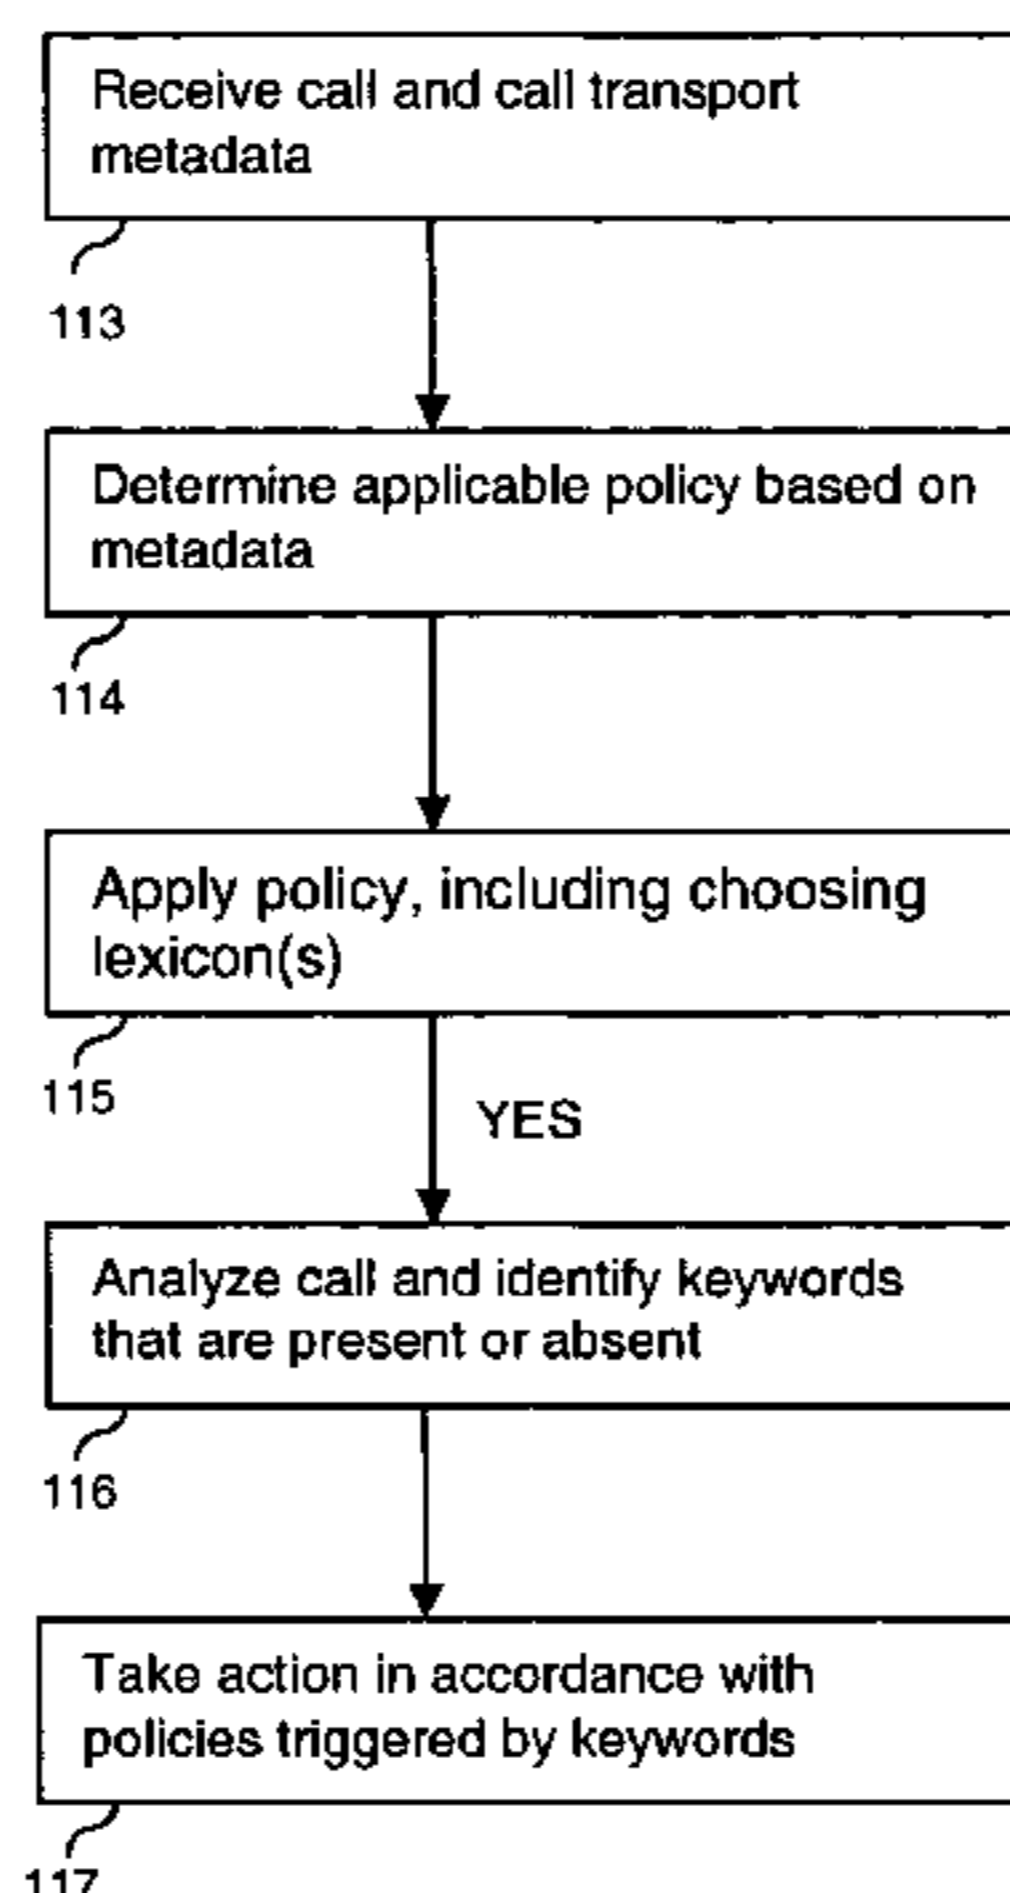 Receive call and call transport
metadata
113
Determine applicable policy based on
metadata
114
Apply policy, including choosing
lexicon(s)
115
YES
Analyze call and identify keywords
that are present or absent
116
Take action in accordance with
policies triggered by keywords
117